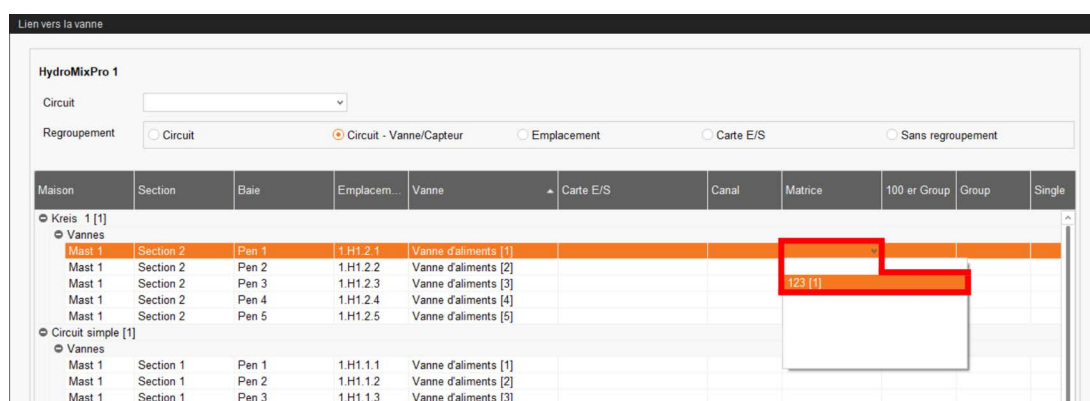 Lien vers la vanne
HydroMixPro 1
Circuit
Regroupement Circuit Circuit - Vanne/Capteur Emplacement Carte E/S Sans regroupement
Maison Section Baie Emplacem... Vanne Carte E/S Canal Matrice 100 er Group Group Single
Kreis 1 [1]
Vannes
Mast 1 Section 2 Pen 1 1.H1.2.1 Vanne d'aliments [1]
Mast 1 Section 2 Pen 2 1.H1.2.2 Vanne d'aliments [2]
Mast 1 Section 2 Pen 3 1.H1.2.3 Vanne d'aliments [3] 123 [1]
Mast 1 Section 2 Pen 4 1.H1.2.4 Vanne d'aliments [4]
Mast 1 Section 2 Pen 5 1.H1.2.5 Vanne d'aliments [5]
Circuit simple [1]
Vannes
Mast 1 Section 1 Pen 1 1.H1.1.1 Vanne d'aliments [1]
Mast 1 Section 1 Pen 2 1.H1.1.2 Vanne d'aliments [2]
Mast 1 Section 1 Pen 3 1.H1.1.3 Vanne d'aliments [3]